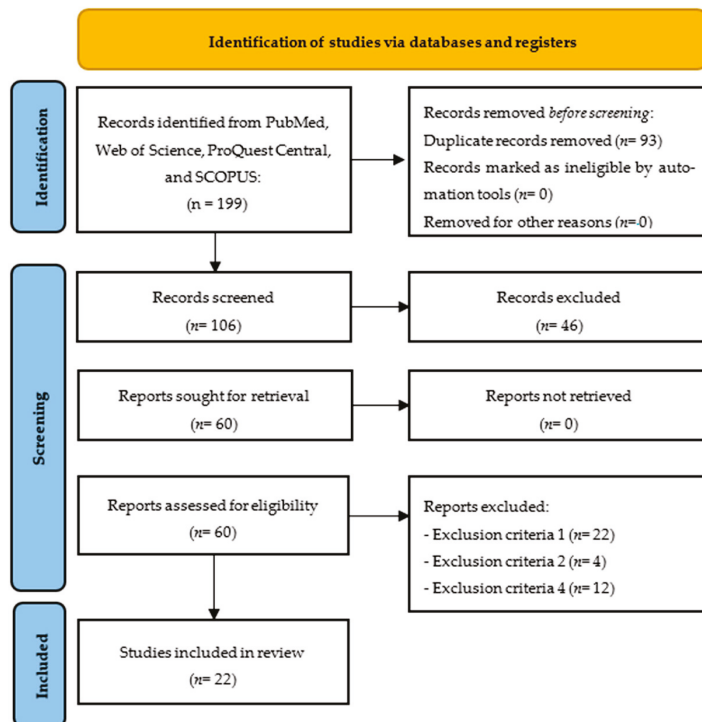 Identification of studies via databases and registers
Identification
Records identified from PubMed,
Web of Science, ProQuest Central,
and SCOPUS:
(n = 199)
Records removed before screening:
Duplicate records removed (n= 93)
Records marked as ineligible by auto-
mation tools (n= 0)
Removed for other reasons (n= 0)
Screening
Records screened
(n= 106)
Records excluded
(n= 46)
Reports sought for retrieval
(n= 60)
Reports not retrieved
(n= 0)
Reports assessed for eligibility
(n= 60)
Reports excluded:
- Exclusion criteria 1 (n= 22)
- Exclusion criteria 2 (n= 4)
- Exclusion criteria 4 (n= 12)
Included
Studies included in review
(n= 22)